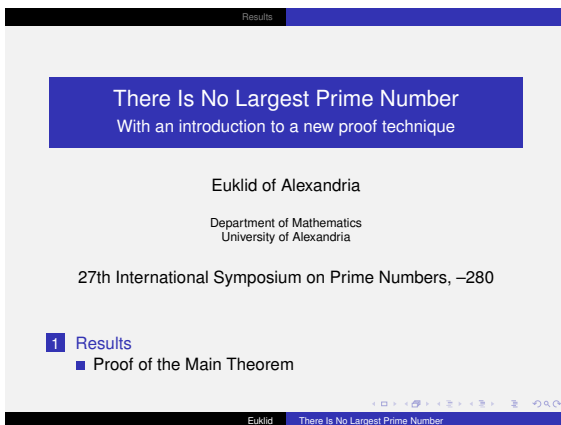 Results
There Is No Largest Prime Number
With an introduction to a new proof technique
Euklid of Alexandria
Department of Mathematics
University of Alexandria
27th International Symposium on Prime Numbers, –280
1 Results
Proof of the Main Theorem
Euklid There Is No Largest Prime Number